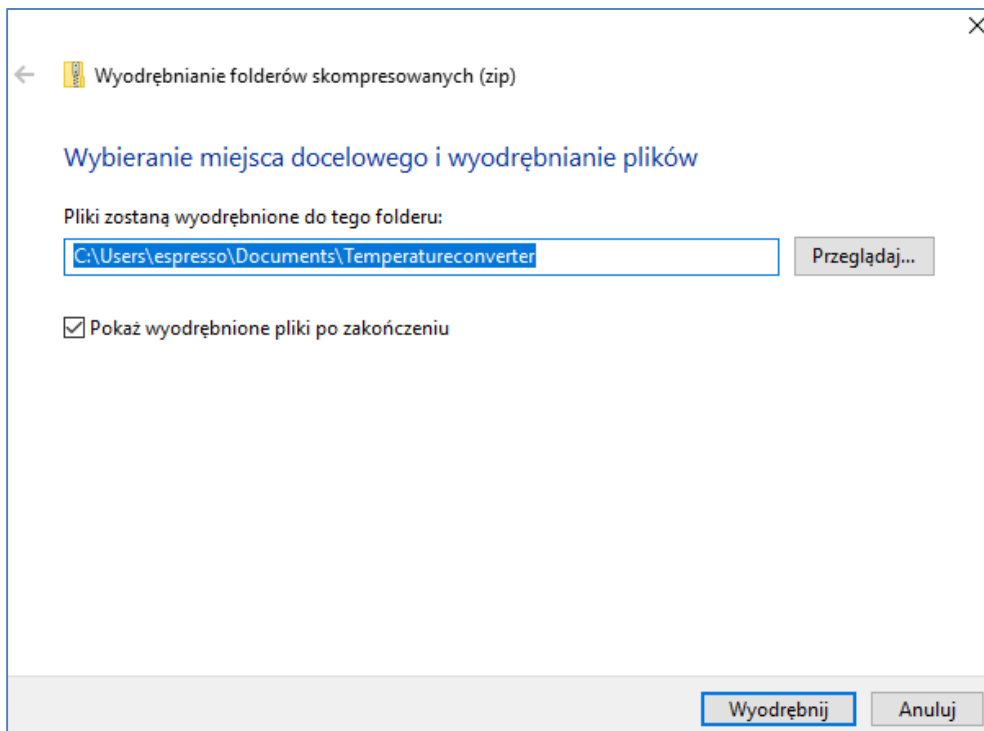 Wyodrębnianie folderów skompresowanych (zip)
Wybieranie miejsca docelowego i wyodrębnianie plików
Pliki zostaną wyodrębnione do tego folderu:
C:\Users\espresso\Documents\Temperatureconverter
Przeglądaj...
Pokaż wyodrębnione pliki po zakończeniu
Wyodrębnij
Anuluj